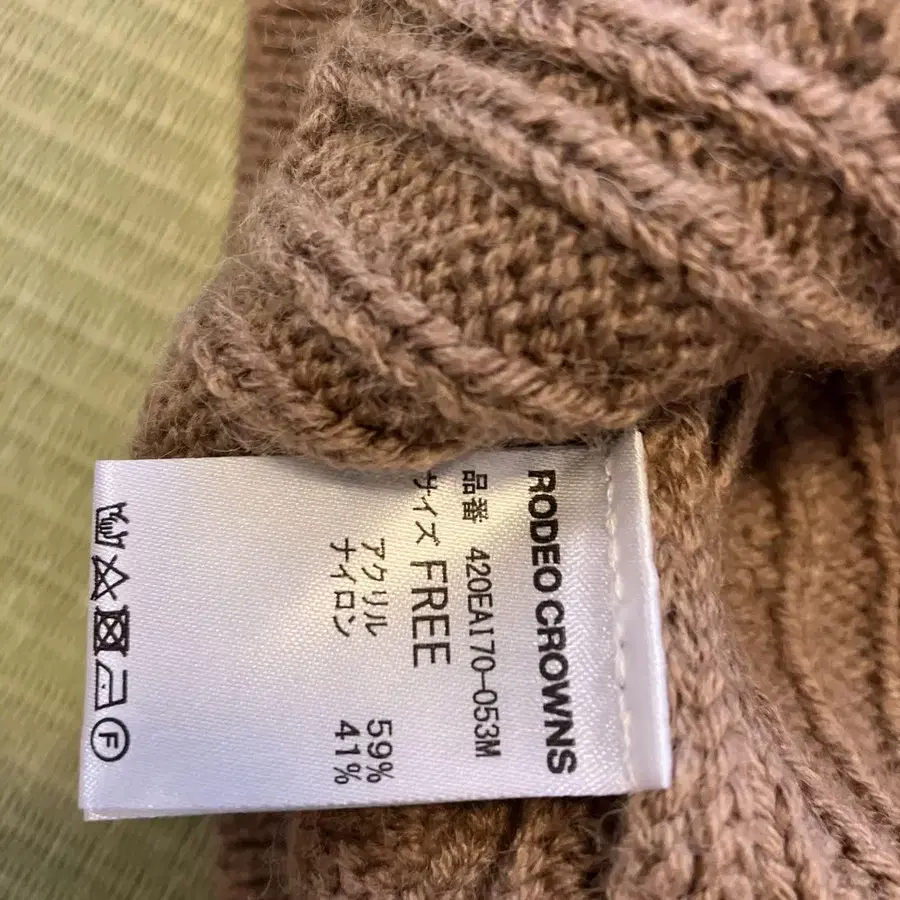 RODEO CROWNS
品番 420EAI70-053M
サイズ FREE
アクリル 59%
ナイロン 41%
F